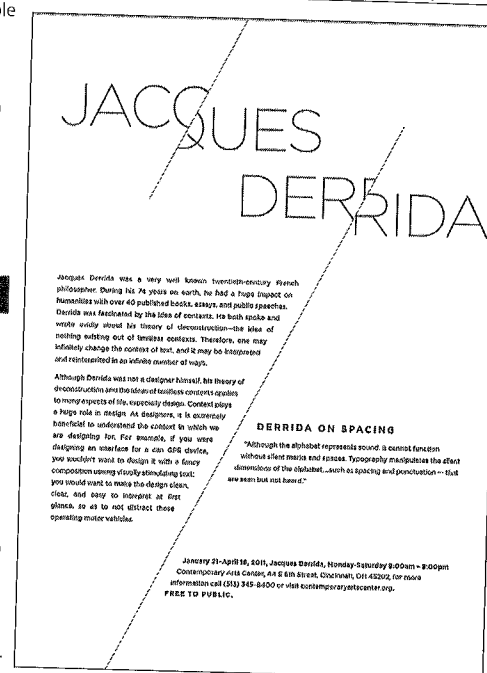 ple
JACQUES
DERRIDA
Jacques Derrida was a very well known twentieth-century French
philosopher. During his 74 years on earth, he had a huge impact on
humanities with over 40 published books, essays, and public speeches.
Derrida was fascinated by the idea of contexts. He both spoke and
wrote avidly about his theory of deconstruction—the idea of
nothing existing out of limitless contexts. Therefore, one may
infinitely change the context of text, and it may be interpreted
and reinterpreted in an infinite number of ways.
Although Derrida was not a designer himself, his theory of
deconstruction and the ideas of limitless contexts applies
to many aspects of life, especially design. Context plays
a huge role in design. As designers, it is extremely
beneficial to understand the context in which we
are designing for. For example, if you were
designing an interface for a car GPS device,
you wouldn't want to design it with a fancy
composition using visually stimulating text;
you would want to make the design clean,
clear, and easy to interpret at first
glance, so as to not distract those
operating motor vehicles.
DERRIDA ON SPACING
"Although the alphabet represents sound, it cannot function
without silent marks and spaces. Typography manipulates the silent
dimensions of the alphabet, ...such as spacing and punctuation — that
are seen but not heard."
January 21-April 18, 2011, Jacques Derrida, Monday-Saturday 9:00am – 8:00pm
Contemporary Arts Center, 44 E 6th Street, Cincinnati, OH 45202, for more
information call (513) 345-8400 or visit contemporaryartscenter.org.
FREE TO PUBLIC.